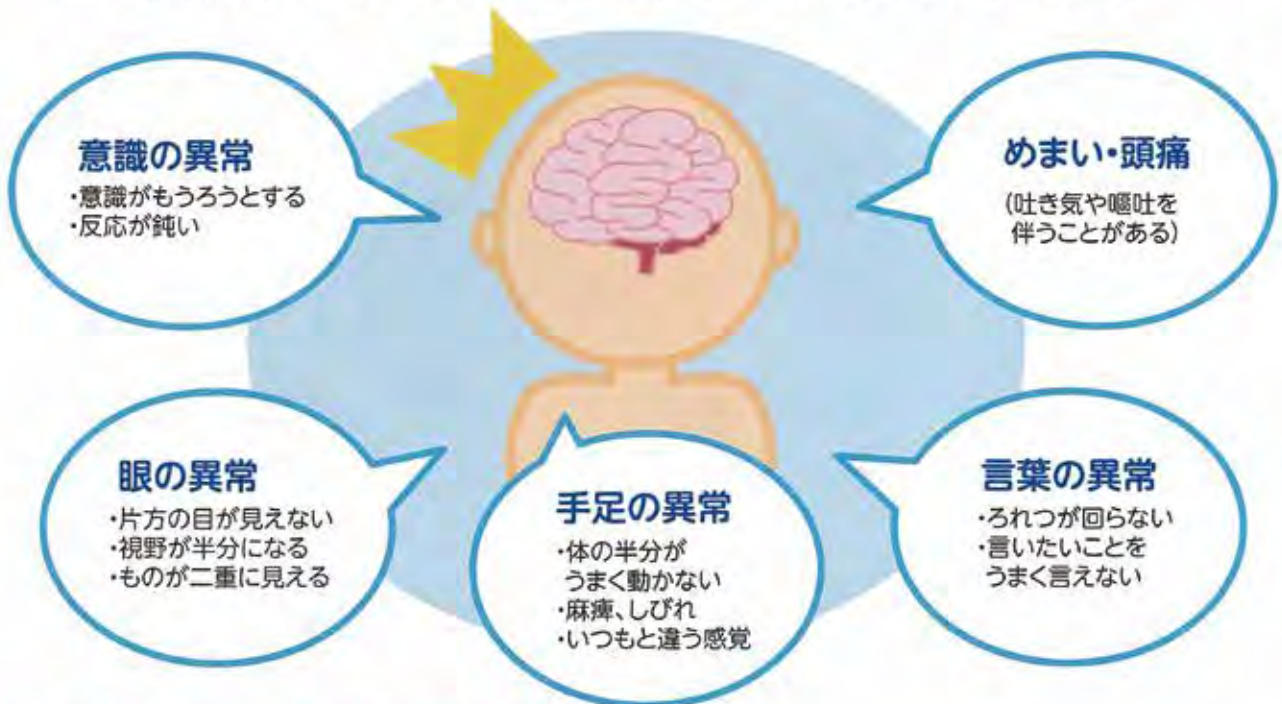 意識の異常
・意識がもうろうとする
・反応が鈍い
めまい・頭痛
(吐き気や嘔吐を
伴うことがある)
眼の異常
・片方の目が見えない
・視野が半分になる
・ものが二重に見える
手足の異常
・体の半分が
うまく動かない
・麻痺、しびれ
・いつもと違う感覚
言葉の異常
・ろれつが回らない
・言いたいことを
うまく言えない